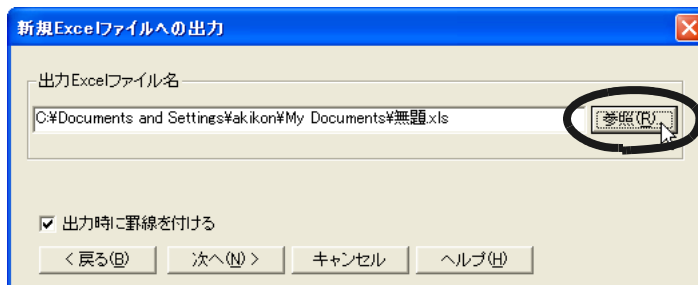 新規Excelファイルへの出力
出力Excelファイル名
C:¥Documents and Settings¥akikon¥My Documents¥無題.xls
参照(R)...
出力時に罫線を付ける
< 戻る(B)
次へ(N) >
キャンセル
ヘルプ(H)